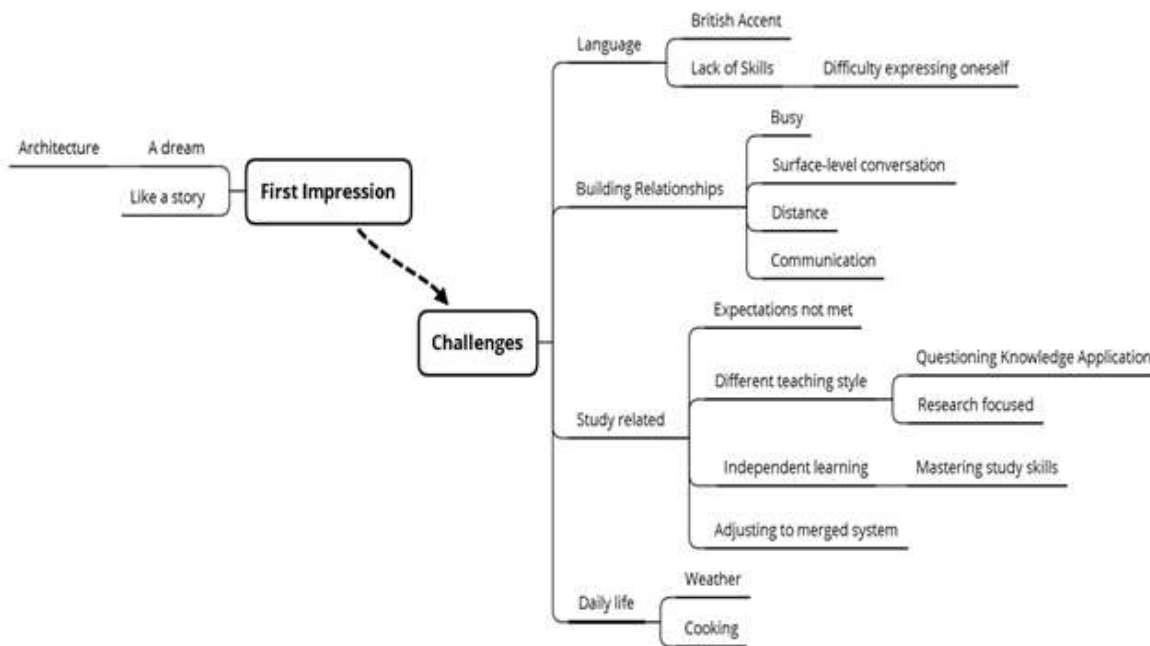 British Accent
Language
Lack of Skills
Difficulty expressing oneself
Architecture
A dream
Like a story
First Impression
Busy
Surface-level conversation
Building Relationships
Distance
Communication
Challenges
Expectations not met
Questioning Knowledge Application
Different teaching style
Research focused
Study related
Independent learning
Mastering study skills
Adjusting to merged system
Weather
Daily life
Cooking